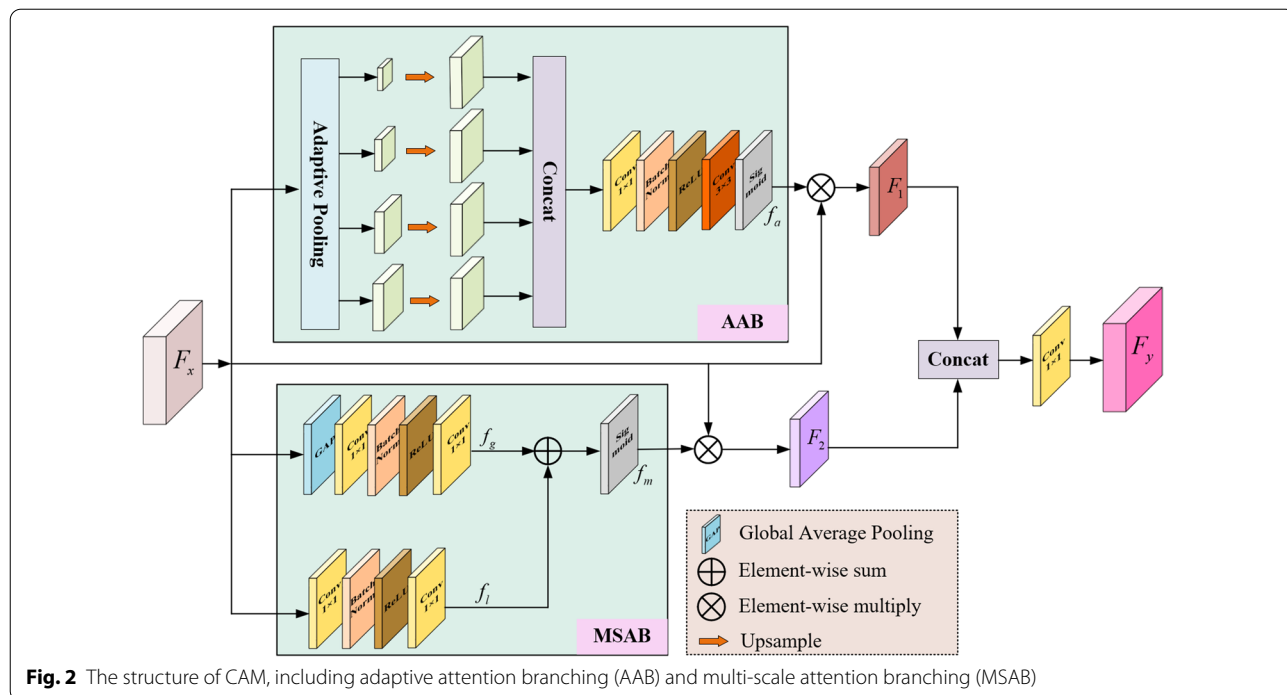 Adaptive Pooling
Concat
Conv
1×1
Batch
Norm
ReLU
Conv
3×3
Sig
moid
f_a
AAB
F_1
F_x
Concat
Conv
1×1
F_y
GAP
Conv
1×1
Batch
Norm
ReLU
Conv
1×1
f_g
Sig
moid
f_m
F_2
Conv
1×1
Batch
Norm
ReLU
Conv
1×1
f_l
MSAB
GAP
Global Average Pooling
Element-wise sum
Element-wise multiply
Upsample
Fig. 2 The structure of CAM, including adaptive attention branching (AAB) and multi-scale attention branching (MSAB)